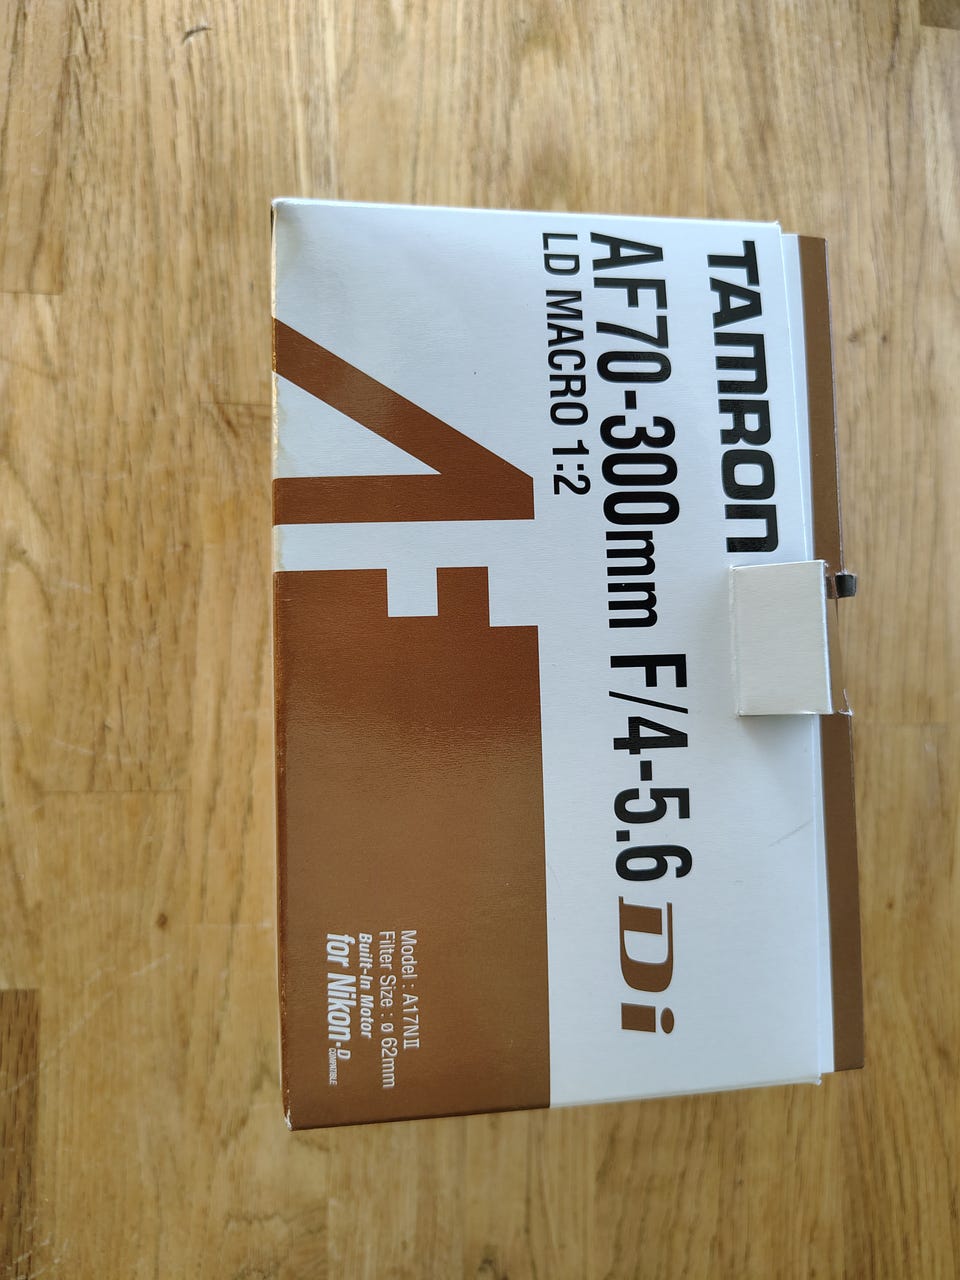 TAMRON
AF70-300mm F/4-5.6 Di
LD MACRO 1:2
AF
Model : A17NII
Filter Size : ø 62mm
Built-In Motor
for Nikon-D
COMPATIBLE